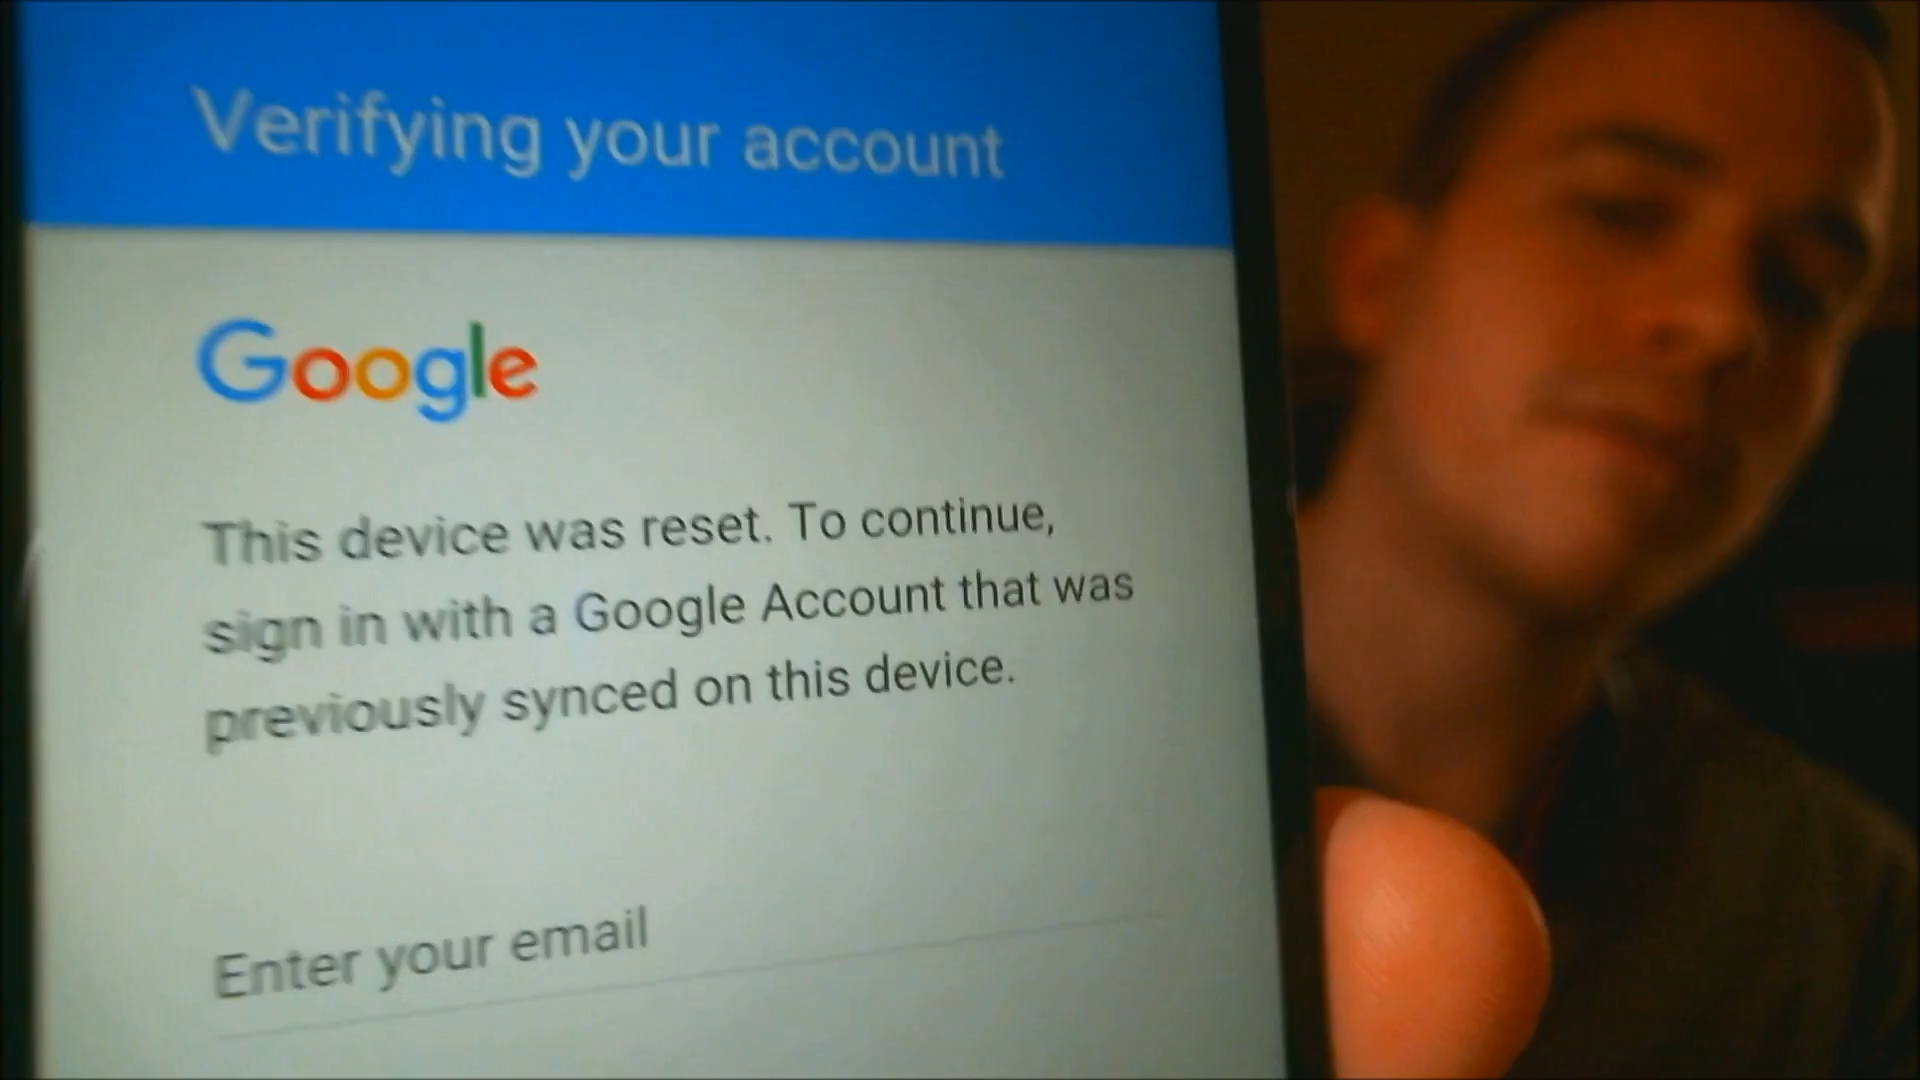 Verifying your account
Google
This device was reset. To continue,
sign in with a Google Account that was
previously synced on this device.
Enter your email